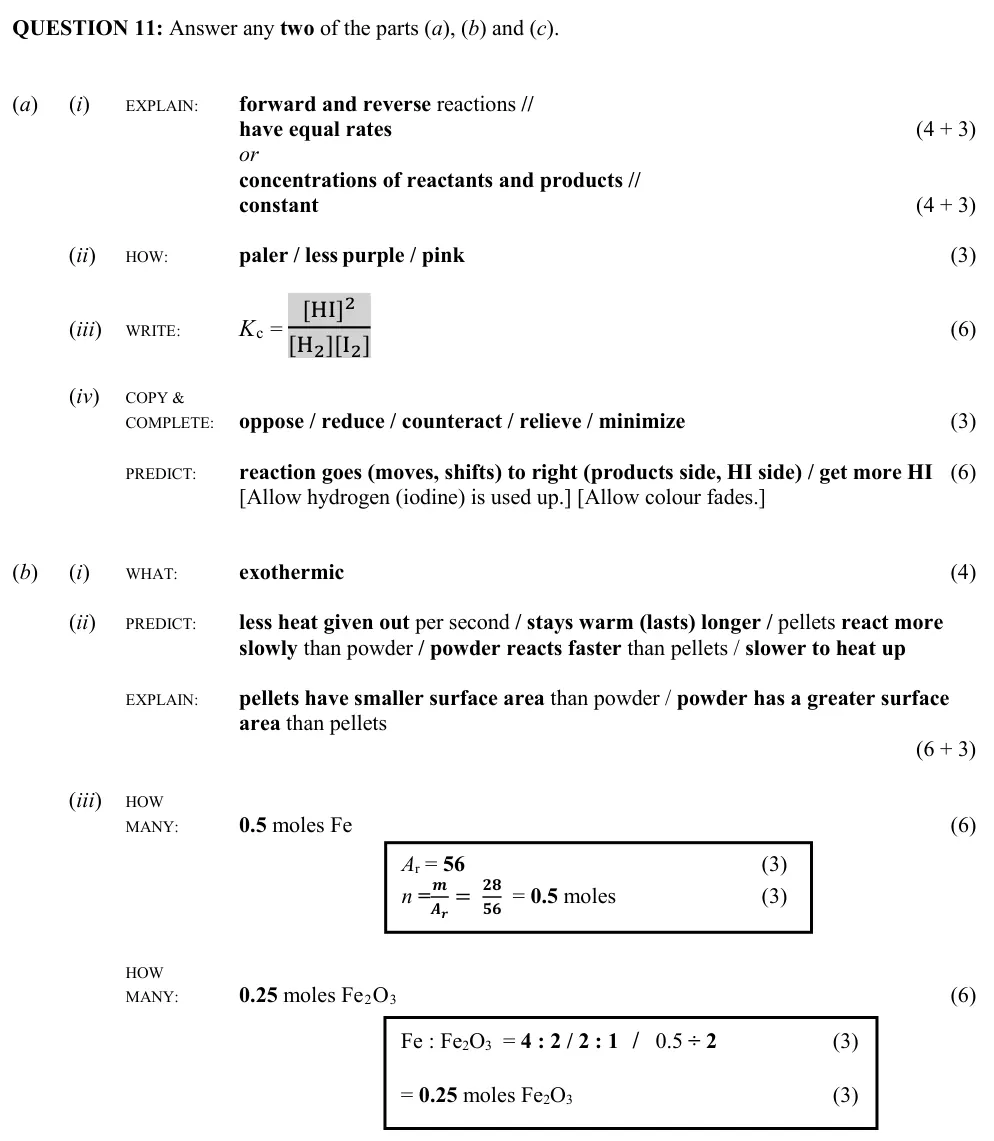 QUESTION 11: Answer any two of the parts (a), (b) and (c).
(a) (i) EXPLAIN: forward and reverse reactions //
have equal rates (4 + 3)
or
concentrations of reactants and products //
constant (4 + 3)
(ii) HOW: paler / less purple / pink (3)
(iii) WRITE: Kc = [HI]²/[H₂][I₂] (6)
(iv) COPY &
COMPLETE: oppose / reduce / counteract / relieve / minimize (3)
PREDICT: reaction goes (moves, shifts) to right (products side, HI side) / get more HI (6)
[Allow hydrogen (iodine) is used up.] [Allow colour fades.]
(b) (i) WHAT: exothermic (4)
(ii) PREDICT: less heat given out per second / stays warm (lasts) longer / pellets react more
slowly than powder / powder reacts faster than pellets / slower to heat up
EXPLAIN: pellets have smaller surface area than powder / powder has a greater surface
area than pellets
(6 + 3)
(iii) HOW
MANY: 0.5 moles Fe (6)
Ar = 56 (3)
n = m/Ar = 28/56 = 0.5 moles (3)
HOW
MANY: 0.25 moles Fe₂O₃ (6)
Fe : Fe₂O₃ = 4 : 2 / 2 : 1 / 0.5 ÷ 2 (3)
= 0.25 moles Fe₂O₃ (3)